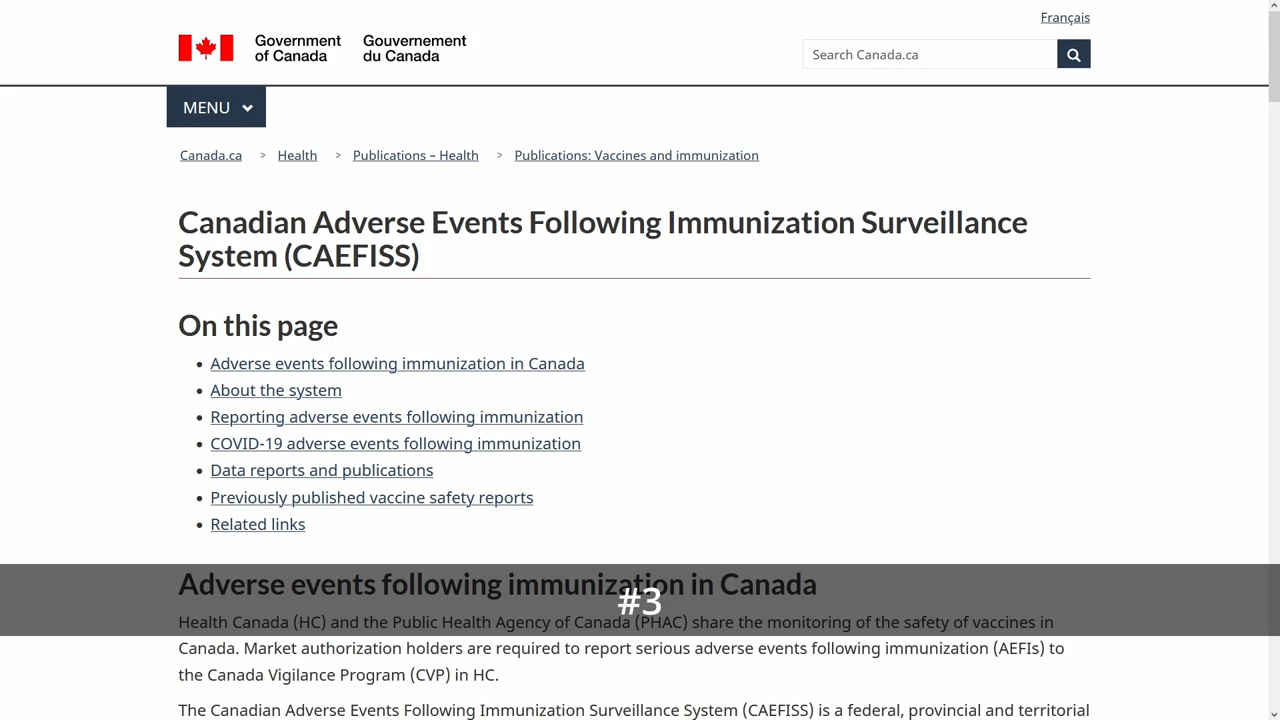 Français
Government of Canada
Gouvernement du Canada
Search Canada.ca
MENU
Canada.ca > Health > Publications – Health > Publications: Vaccines and immunization
Canadian Adverse Events Following Immunization Surveillance
System (CAEFISS)
On this page
• Adverse events following immunization in Canada
• About the system
• Reporting adverse events following immunization
• COVID-19 adverse events following immunization
• Data reports and publications
• Previously published vaccine safety reports
• Related links
Adverse events following immunization in Canada
#3
Health Canada (HC) and the Public Health Agency of Canada (PHAC) share the monitoring of the safety of vaccines in
Canada. Market authorization holders are required to report serious adverse events following immunization (AEFIs) to
the Canada Vigilance Program (CVP) in HC.
The Canadian Adverse Events Following Immunization Surveillance System (CAEFISS) is a federal, provincial and territorial